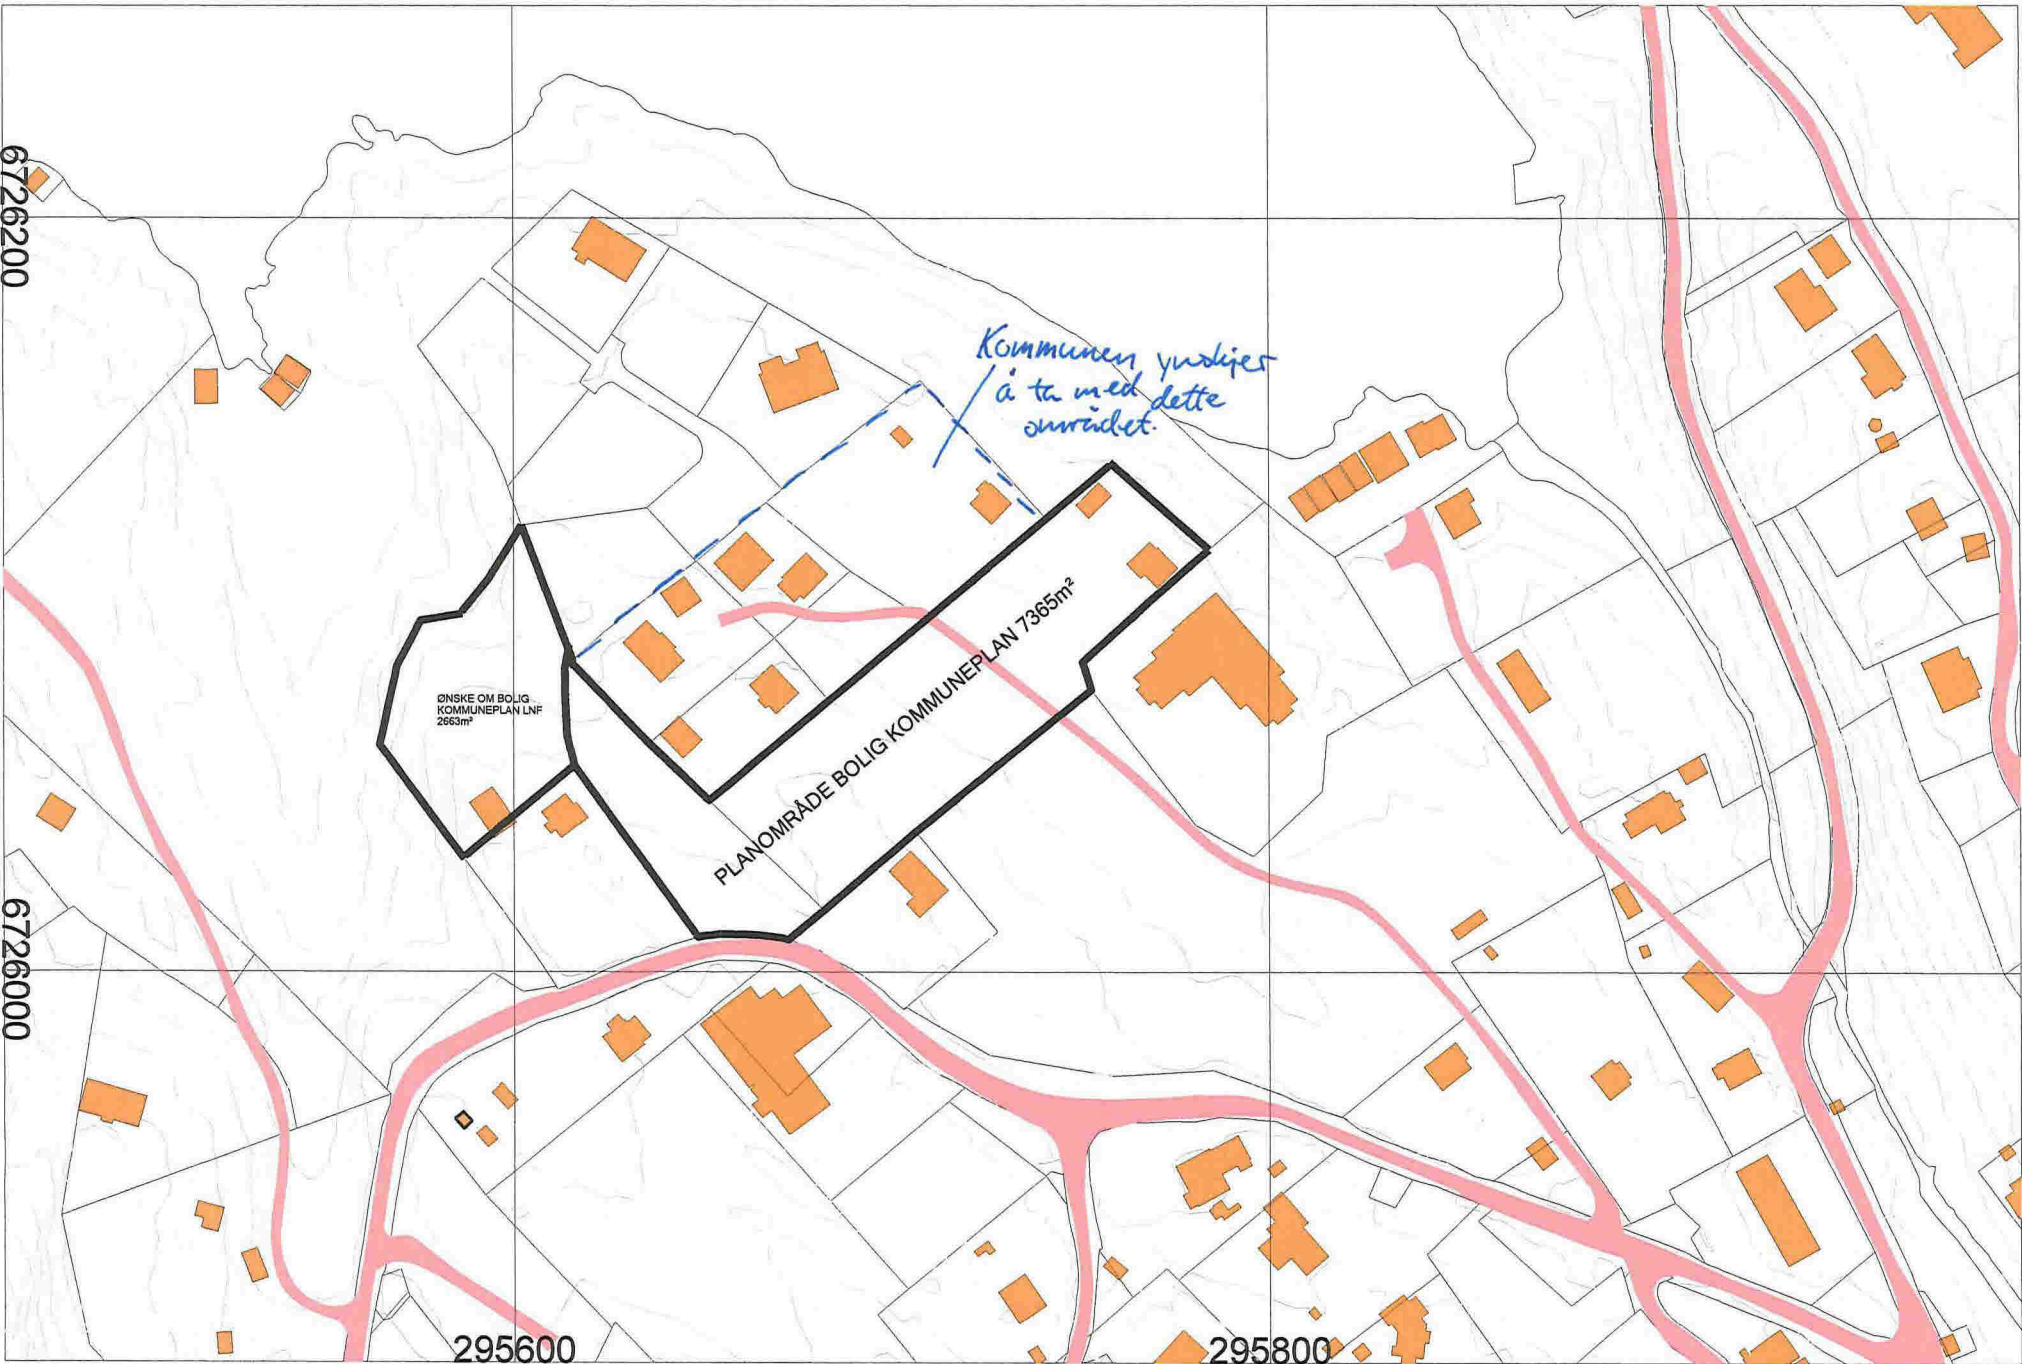 6726200
Kommunen ynskjer
å ta med dette
området.
PLANOMRÅDE BOLIG KOMMUNEPLAN 7365m²
ØNSKE OM BOLIG
KOMMUNEPLAN LNF
2663m²
6726000
295600
295800